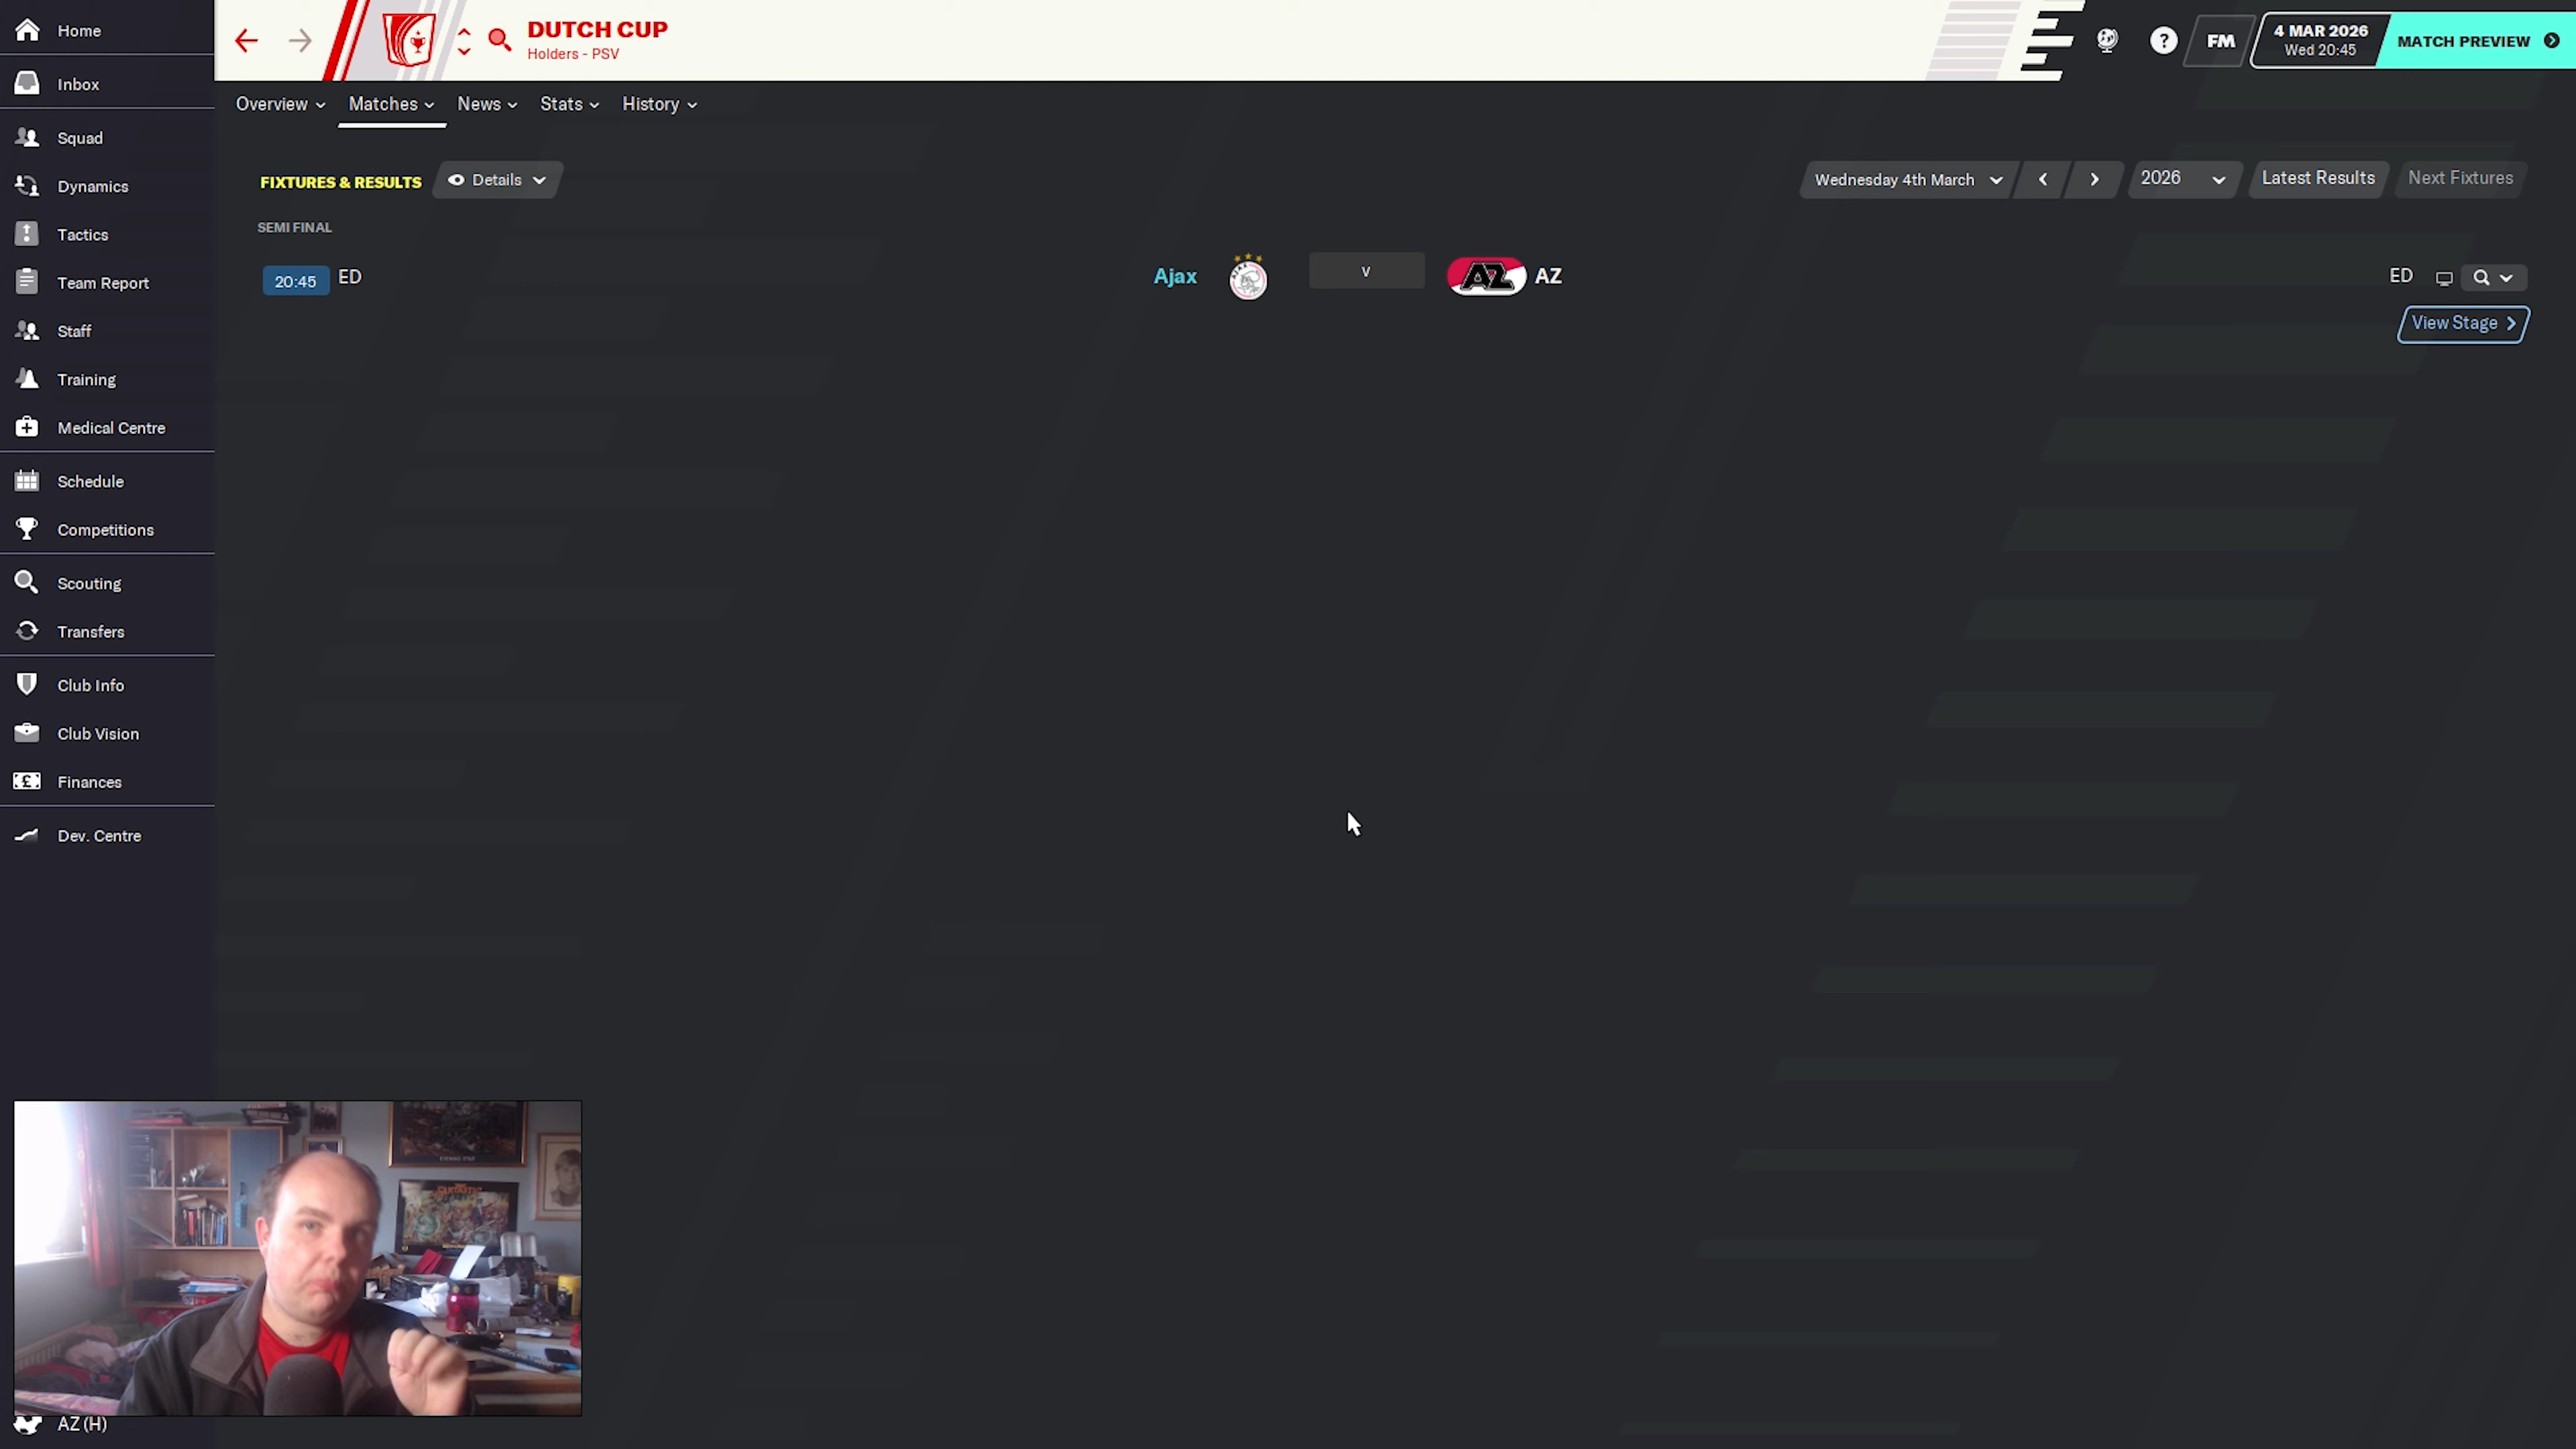 Home
Inbox
Squad
Dynamics
Tactics
Team Report
Staff
Training
Medical Centre
Schedule
Competitions
Scouting
Transfers
Club Info
Club Vision
Finances
Dev. Centre
AZ (H)
DUTCH CUP
Holders - PSV
?
FM
4 MAR 2026
Wed 20:45
MATCH PREVIEW
Overview
Matches
News
Stats
History
FIXTURES & RESULTS
Details
Wednesday 4th March
2026
Latest Results
Next Fixtures
SEMI FINAL
20:45 ED Ajax v AZ AZ ED
View Stage